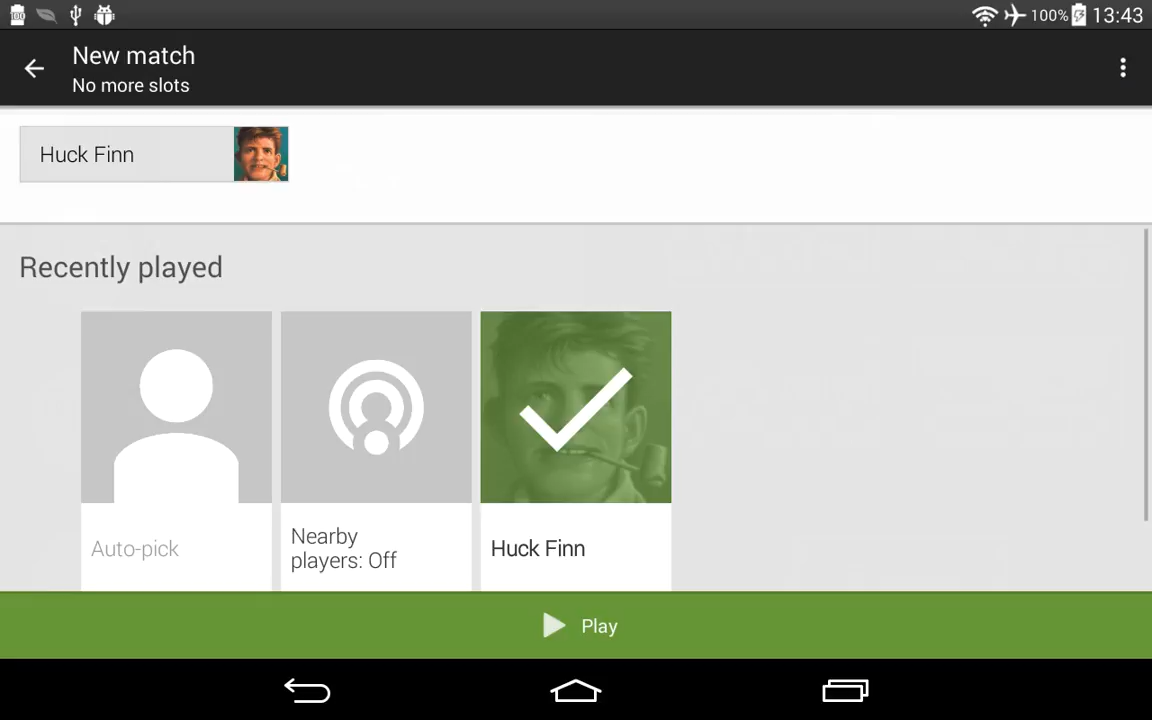 100
100%
13:43
New match
No more slots
Huck Finn
Recently played
Auto-pick
Nearby
players: Off
Huck Finn
Play